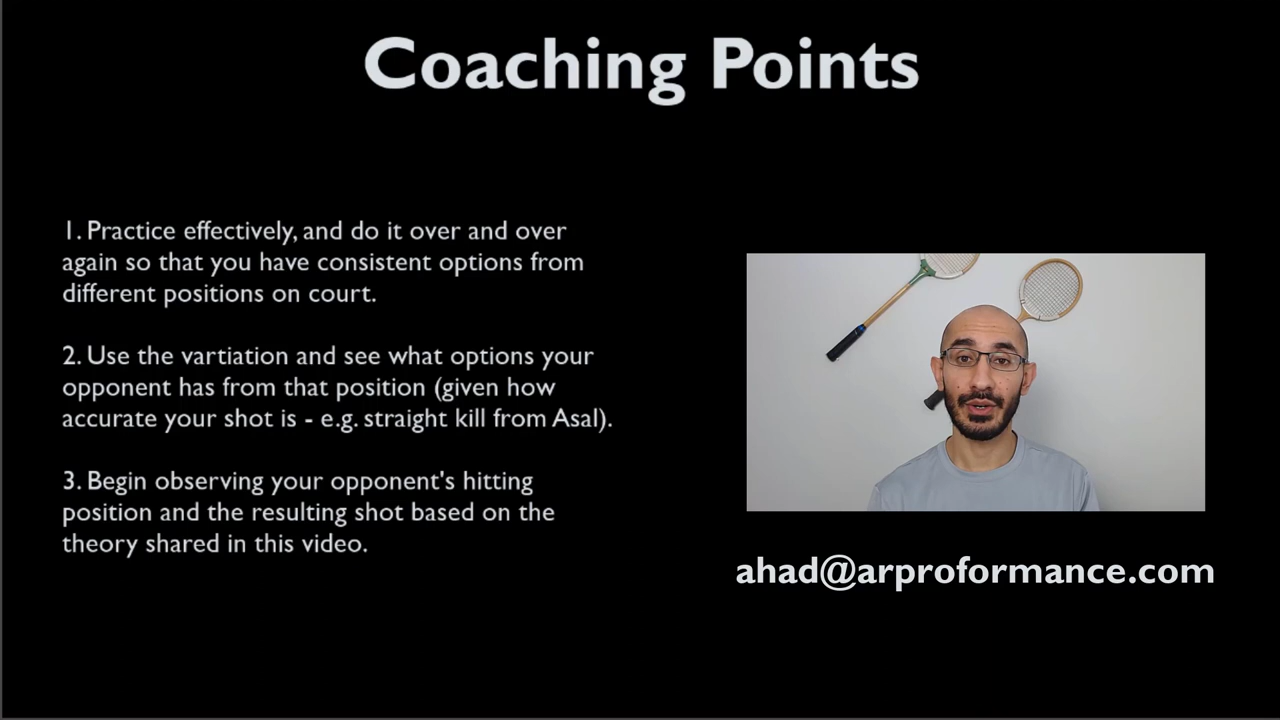 Coaching Points
1. Practice effectively, and do it over and over
again so that you have consistent options from
different positions on court.
2. Use the vartiation and see what options your
opponent has from that position (given how
accurate your shot is - e.g. straight kill from Asal).
3. Begin observing your opponent's hitting
position and the resulting shot based on the
theory shared in this video.
ahad@arproformance.com